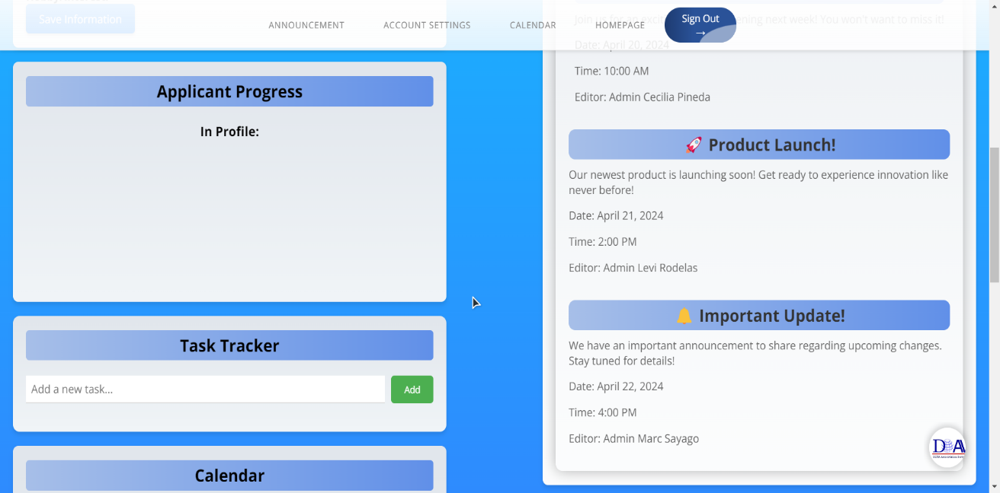 Save Information
ANNOUNCEMENT
ACCOUNT SETTINGS
CALENDAR
HOMEPAGE
Sign Out
→
Applicant Progress
In Profile:
Task Tracker
Add a new task...
Add
Calendar
Join us for an exci ening next week! You won't want to miss it!
Date: April 20, 2024
Time: 10:00 AM
Editor: Admin Cecilia Pineda
🚀 Product Launch!
Our newest product is launching soon! Get ready to experience innovation like
never before!
Date: April 21, 2024
Time: 2:00 PM
Editor: Admin Levi Rodelas
🔔 Important Update!
We have an important announcement to share regarding upcoming changes.
Stay tuned for details!
Date: April 22, 2024
Time: 4:00 PM
Editor: Admin Marc Sayago